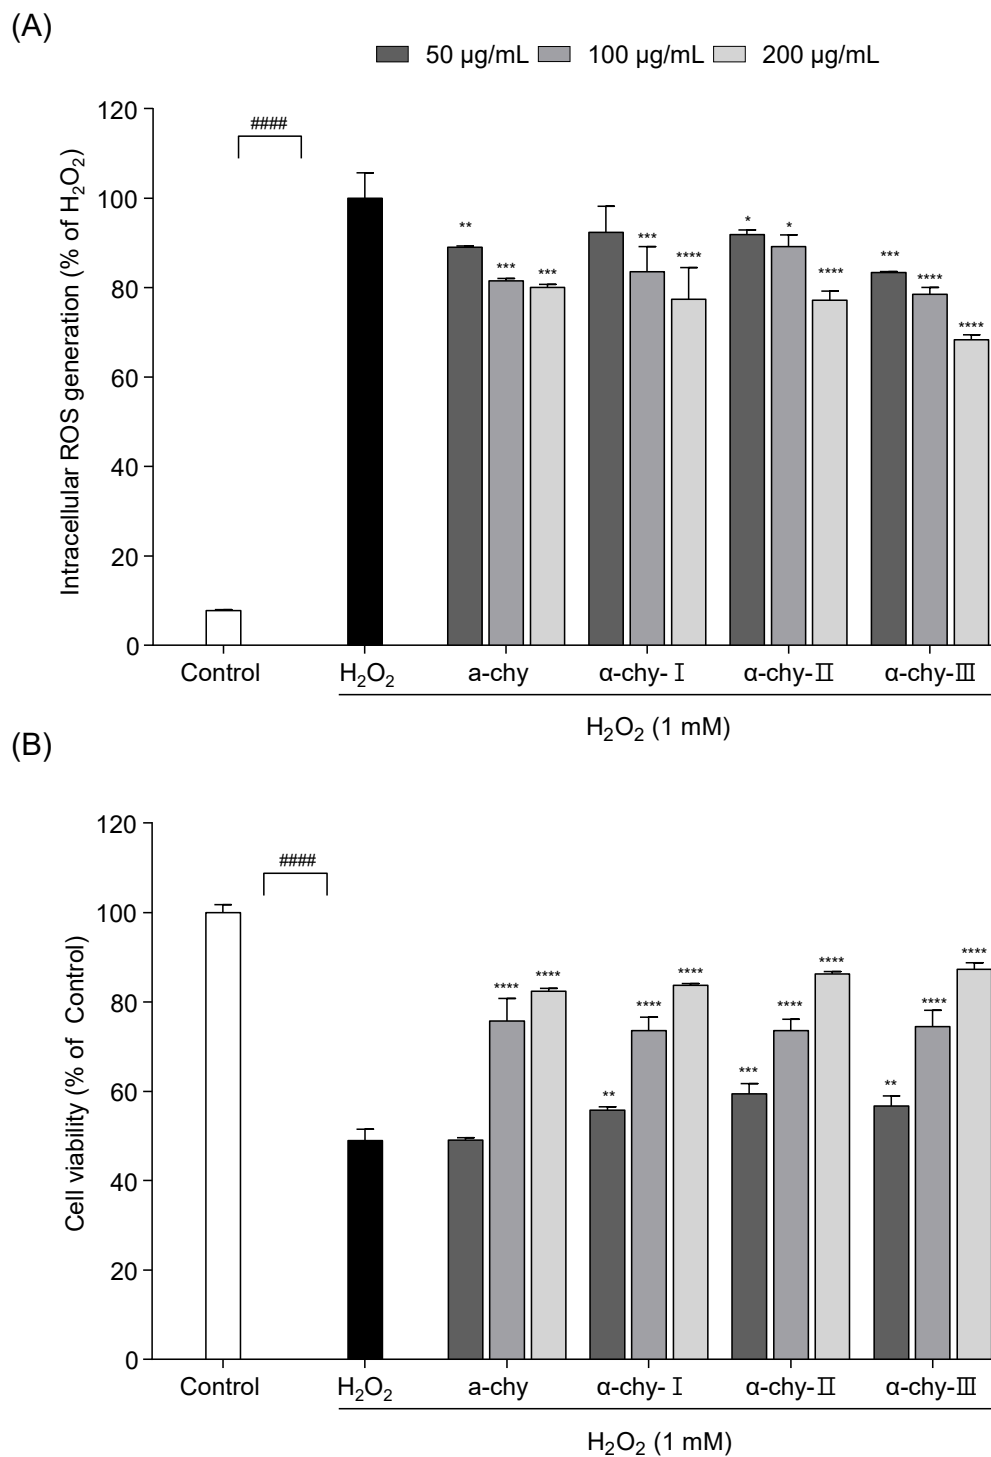 (A)
50 µg/mL 100 µg/mL 200 µg/mL
Intracellular ROS generation (% of H₂O₂)
120
100
80
60
40
20
0
####
** *** ***
*** ****
* * ****
*** **** ****
Control H₂O₂ a-chy α-chy-Ⅰ α-chy-Ⅱ α-chy-Ⅲ
H₂O₂ (1 mM)
(B)
Cell viability (% of Control)
120
100
80
60
40
20
0
####
**** ****
** **** ****
*** **** ****
** **** ****
Control H₂O₂ a-chy α-chy-Ⅰ α-chy-Ⅱ α-chy-Ⅲ
H₂O₂ (1 mM)